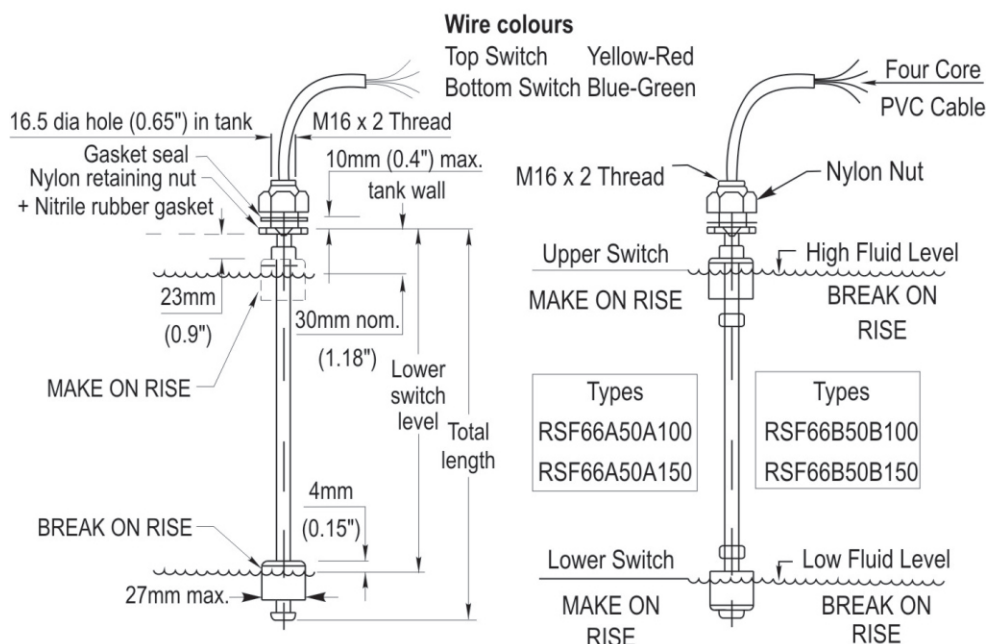 Wire colours
Top Switch Yellow-Red
Bottom Switch Blue-Green
16.5 dia hole (0.65") in tank
M16 x 2 Thread
Gasket seal
Nylon retaining nut
+ Nitrile rubber gasket
10mm (0.4") max.
tank wall
23mm
(0.9")
30mm nom.
(1.18")
MAKE ON RISE
Lower
switch
level
Total
length
4mm
(0.15")
BREAK ON RISE
27mm max.
Four Core
PVC Cable
M16 x 2 Thread
Nylon Nut
Upper Switch
High Fluid Level
MAKE ON RISE
BREAK ON
RISE
Types
RSF66A50A100
RSF66A50A150
Types
RSF66B50B100
RSF66B50B150
Lower Switch
Low Fluid Level
MAKE ON
RISE
BREAK ON
RISE